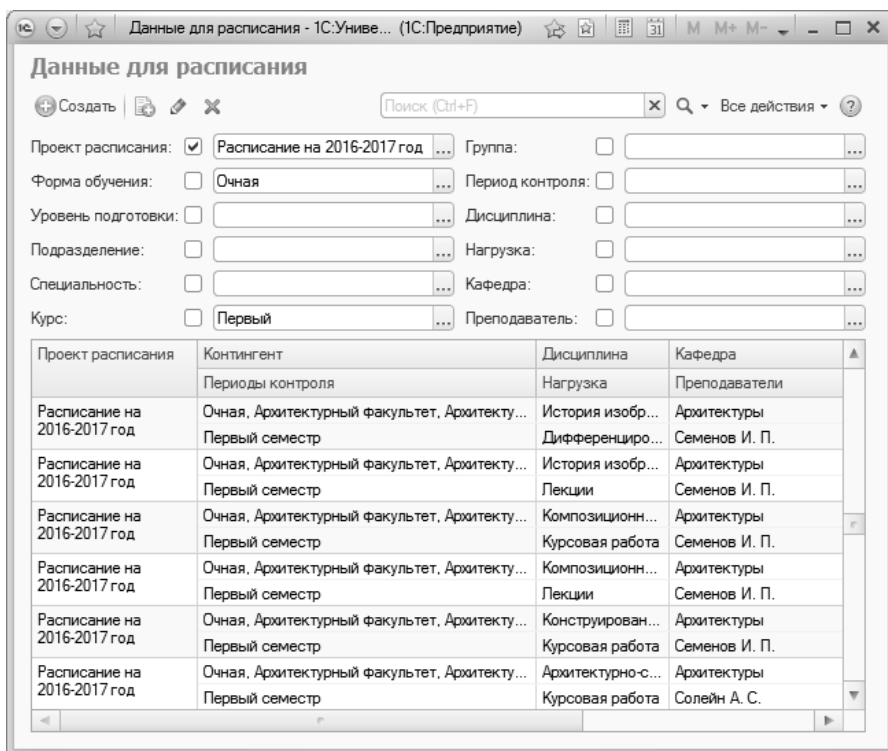 1С Данные для расписания - 1С:Униве... (1С:Предприятие) 31 M M+ M-
Данные для расписания
Создать Поиск (Ctrl+F) Все действия ?
Проект расписания: Расписание на 2016-2017 год ... Группа: ...
Форма обучения: Очная ... Период контроля: ...
Уровень подготовки: ... Дисциплина: ...
Подразделение: ... Нагрузка: ...
Специальность: ... Кафедра: ...
Курс: Первый ... Преподаватель: ...
Проект расписания Контингент Дисциплина Кафедра
Периоды контроля Нагрузка Преподаватели
Расписание на 2016-2017 год Очная, Архитектурный факультет, Архитекту... История изобр... Архитектуры
Первый семестр Дифференциро... Семенов И. П.
Расписание на 2016-2017 год Очная, Архитектурный факультет, Архитекту... История изобр... Архитектуры
Первый семестр Лекции Семенов И. П.
Расписание на 2016-2017 год Очная, Архитектурный факультет, Архитекту... Композиционн... Архитектуры
Первый семестр Курсовая работа Семенов И. П.
Расписание на 2016-2017 год Очная, Архитектурный факультет, Архитекту... Композиционн... Архитектуры
Первый семестр Лекции Семенов И. П.
Расписание на 2016-2017 год Очная, Архитектурный факультет, Архитекту... Конструирован... Архитектуры
Первый семестр Курсовая работа Семенов И. П.
Расписание на 2016-2017 год Очная, Архитектурный факультет, Архитекту... Архитектурно-с... Архитектуры
Первый семестр Курсовая работа Солейн А. С.